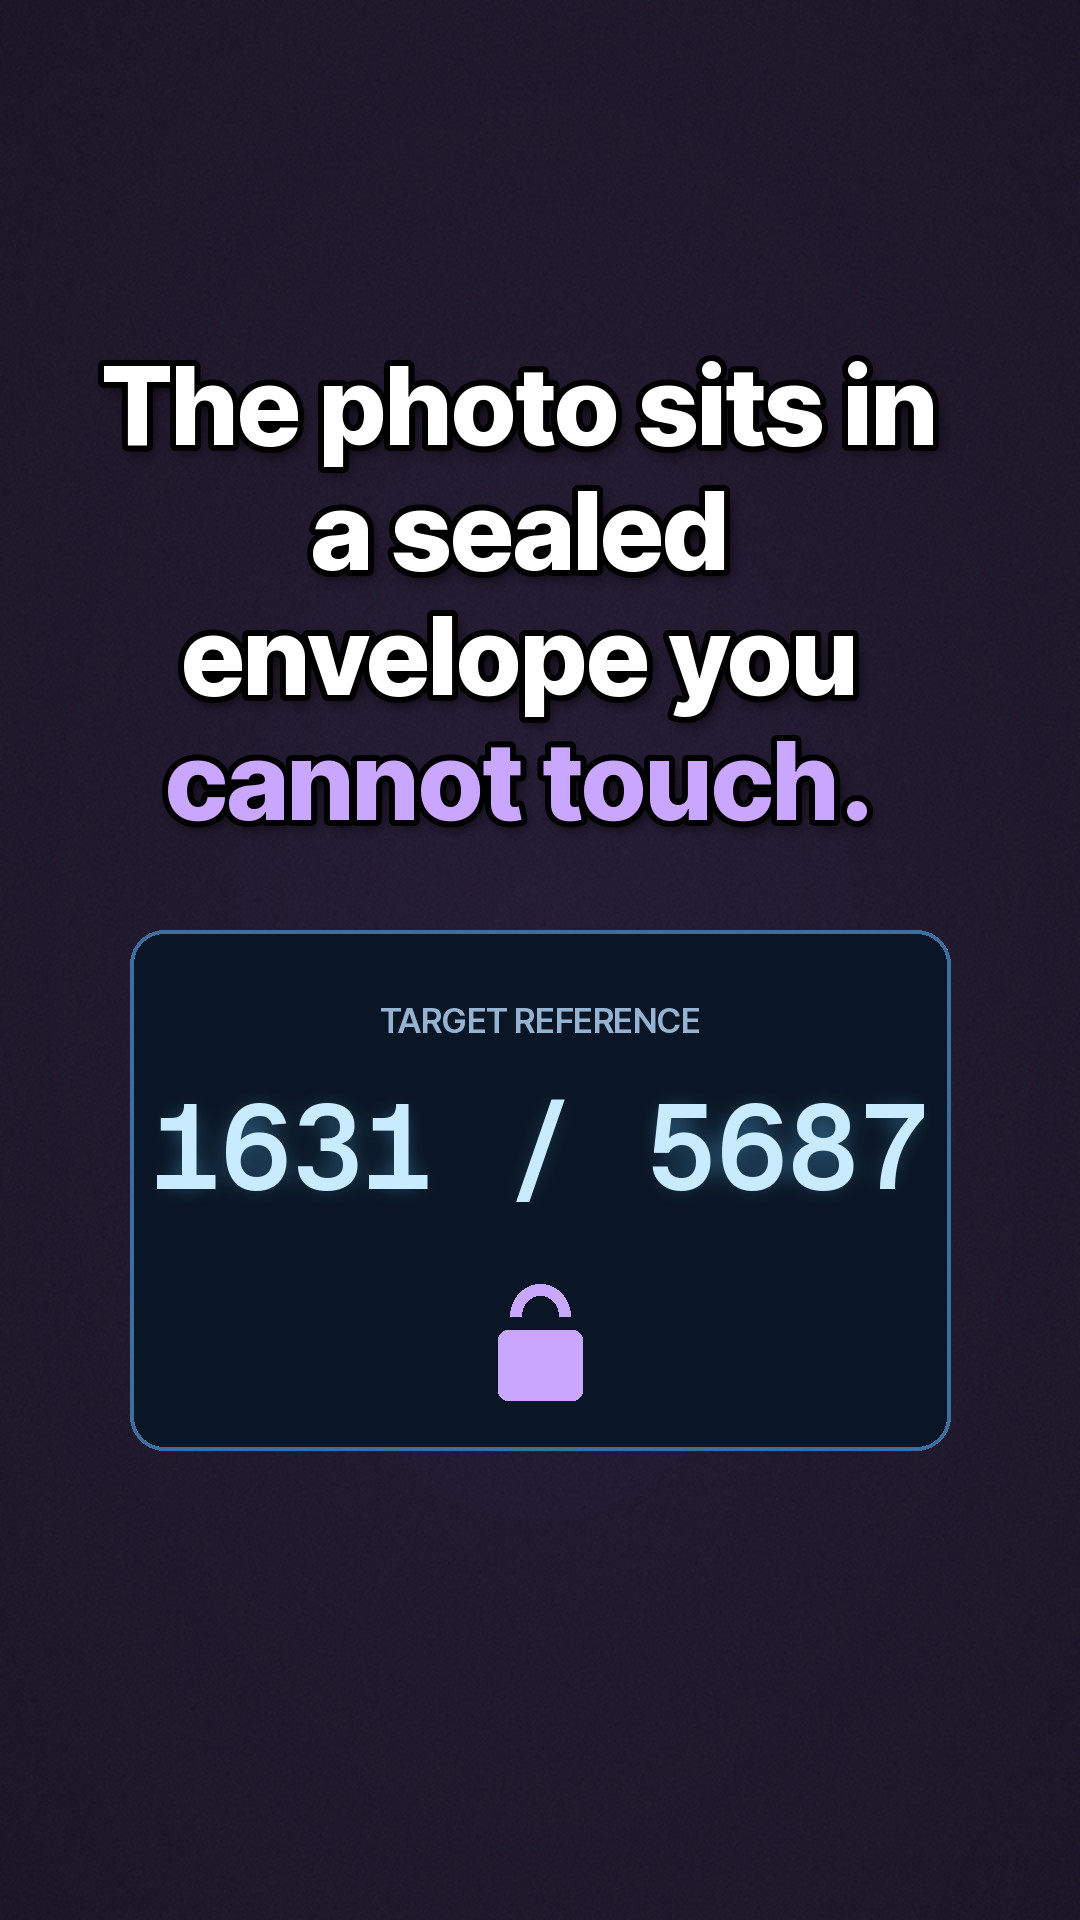 The photo sits in
a sealed
envelope you
cannot touch.
TARGET REFERENCE
1631 / 5687